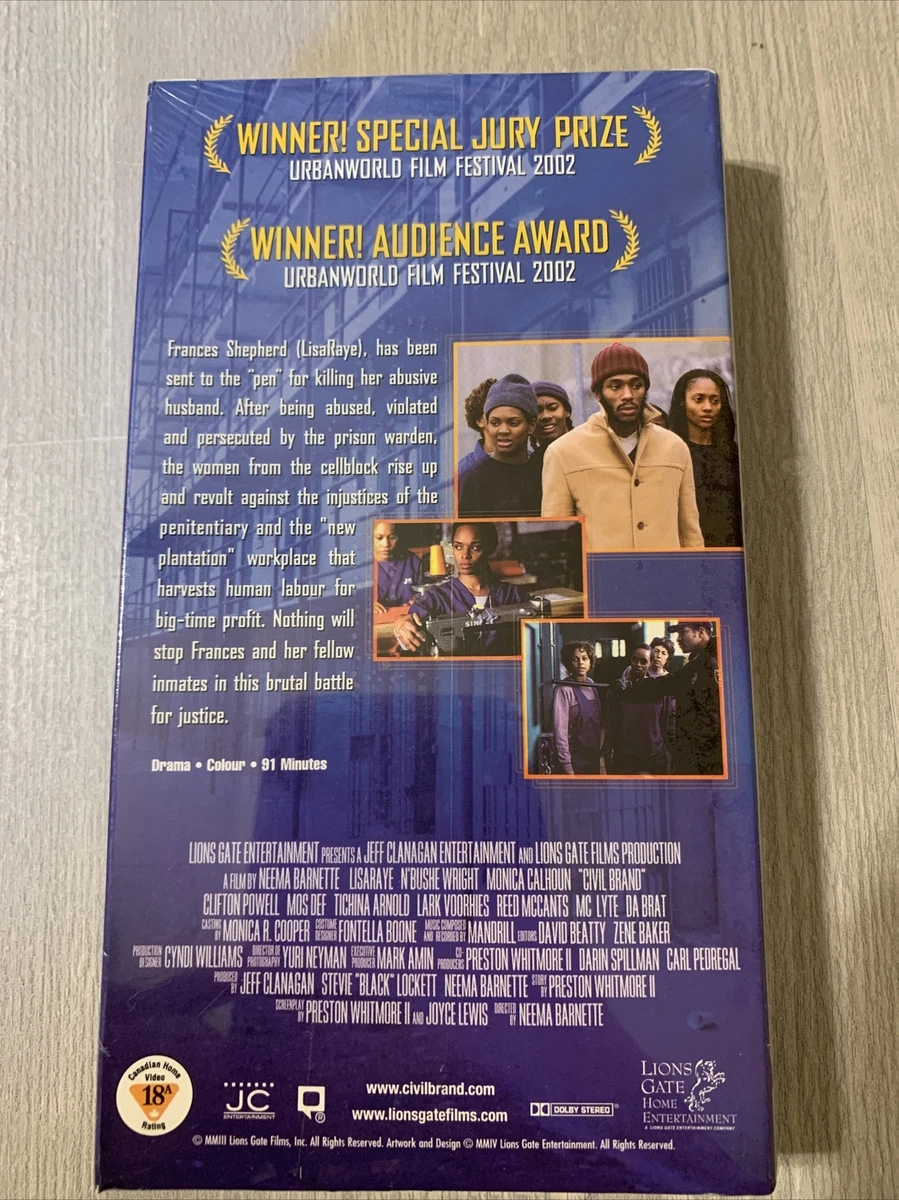 WINNER! SPECIAL JURY PRIZE
URBANWORLD FILM FESTIVAL 2002
WINNER! AUDIENCE AWARD
URBANWORLD FILM FESTIVAL 2002
Frances Shepherd (LisaRaye), has been
sent to the "pen" for killing her abusive
husband. After being abused, violated
and persecuted by the prison warden,
the women from the cellblock rise up
and revolt against the injustices of the
penitentiary and the "new
plantation" workplace that
harvests human labour for
big-time profit. Nothing will
stop Frances and her fellow
inmates in this brutal battle
for justice.
Drama • Colour • 91 Minutes
LIONS GATE ENTERTAINMENT PRESENTS A JEFF CLANAGAN ENTERTAINMENT AND LIONS GATE FILMS PRODUCTION
A FILM BY NEEMA BARNETTE LISARAYE N'BUSHE WRIGHT MONICA CALHOUN "CIVIL BRAND"
CLIFTON POWELL MOS DEF TICHINA ARNOLD LARK VOORHIES REED MCCANTS MC LYTE DA BRAT
CASTING BY MONICA R. COOPER COSTUME DESIGNER FONTELLA BOONE MUSIC COMPOSED AND RECORDED BY MANDRILL EDITORS DAVID BEATTY ZENE BAKER
PRODUCTION DESIGNER CYNDI WILLIAMS DIRECTOR OF PHOTOGRAPHY YURI NEYMAN EXECUTIVE PRODUCER MARK AMIN CO-PRODUCERS PRESTON WHITMORE II DARIN SPILLMAN CARL PEDREGAL
PRODUCED BY JEFF CLANAGAN STEVIE "BLACK" LOCKETT NEEMA BARNETTE STORY BY PRESTON WHITMORE II
SCREENPLAY BY PRESTON WHITMORE II AND JOYCE LEWIS DIRECTED BY NEEMA BARNETTE
Canadian Home
Video
18A
Rating
JC
ENTERTAINMENT
®
www.civilbrand.com
www.lionsgatefilms.com
DOLBY STEREO®
LIONS
GATE
HOME
ENTERTAINMENT
A LIONS GATE ENTERTAINMENT COMPANY
© MMIII Lions Gate Films, Inc. All Rights Reserved. Artwork and Design © MMIV Lions Gate Entertainment. All Rights Reserved.